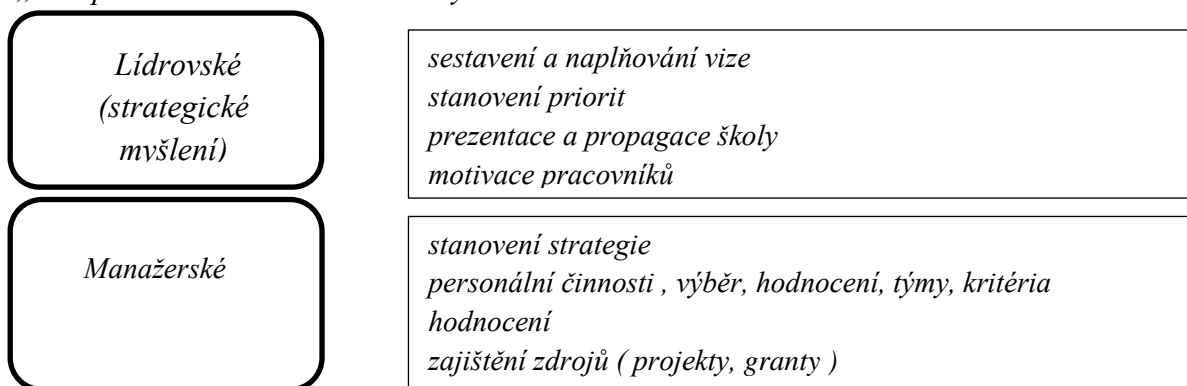 Lídrovské
(strategické
myšlení)
sestavení a naplňování vize
stanovení priorit
prezentace a propagace školy
motivace pracovníků
Manažerské
stanovení strategie
personální činnosti , výběr, hodnocení, týmy, kritéria
hodnocení
zajištění zdrojů ( projekty, granty )